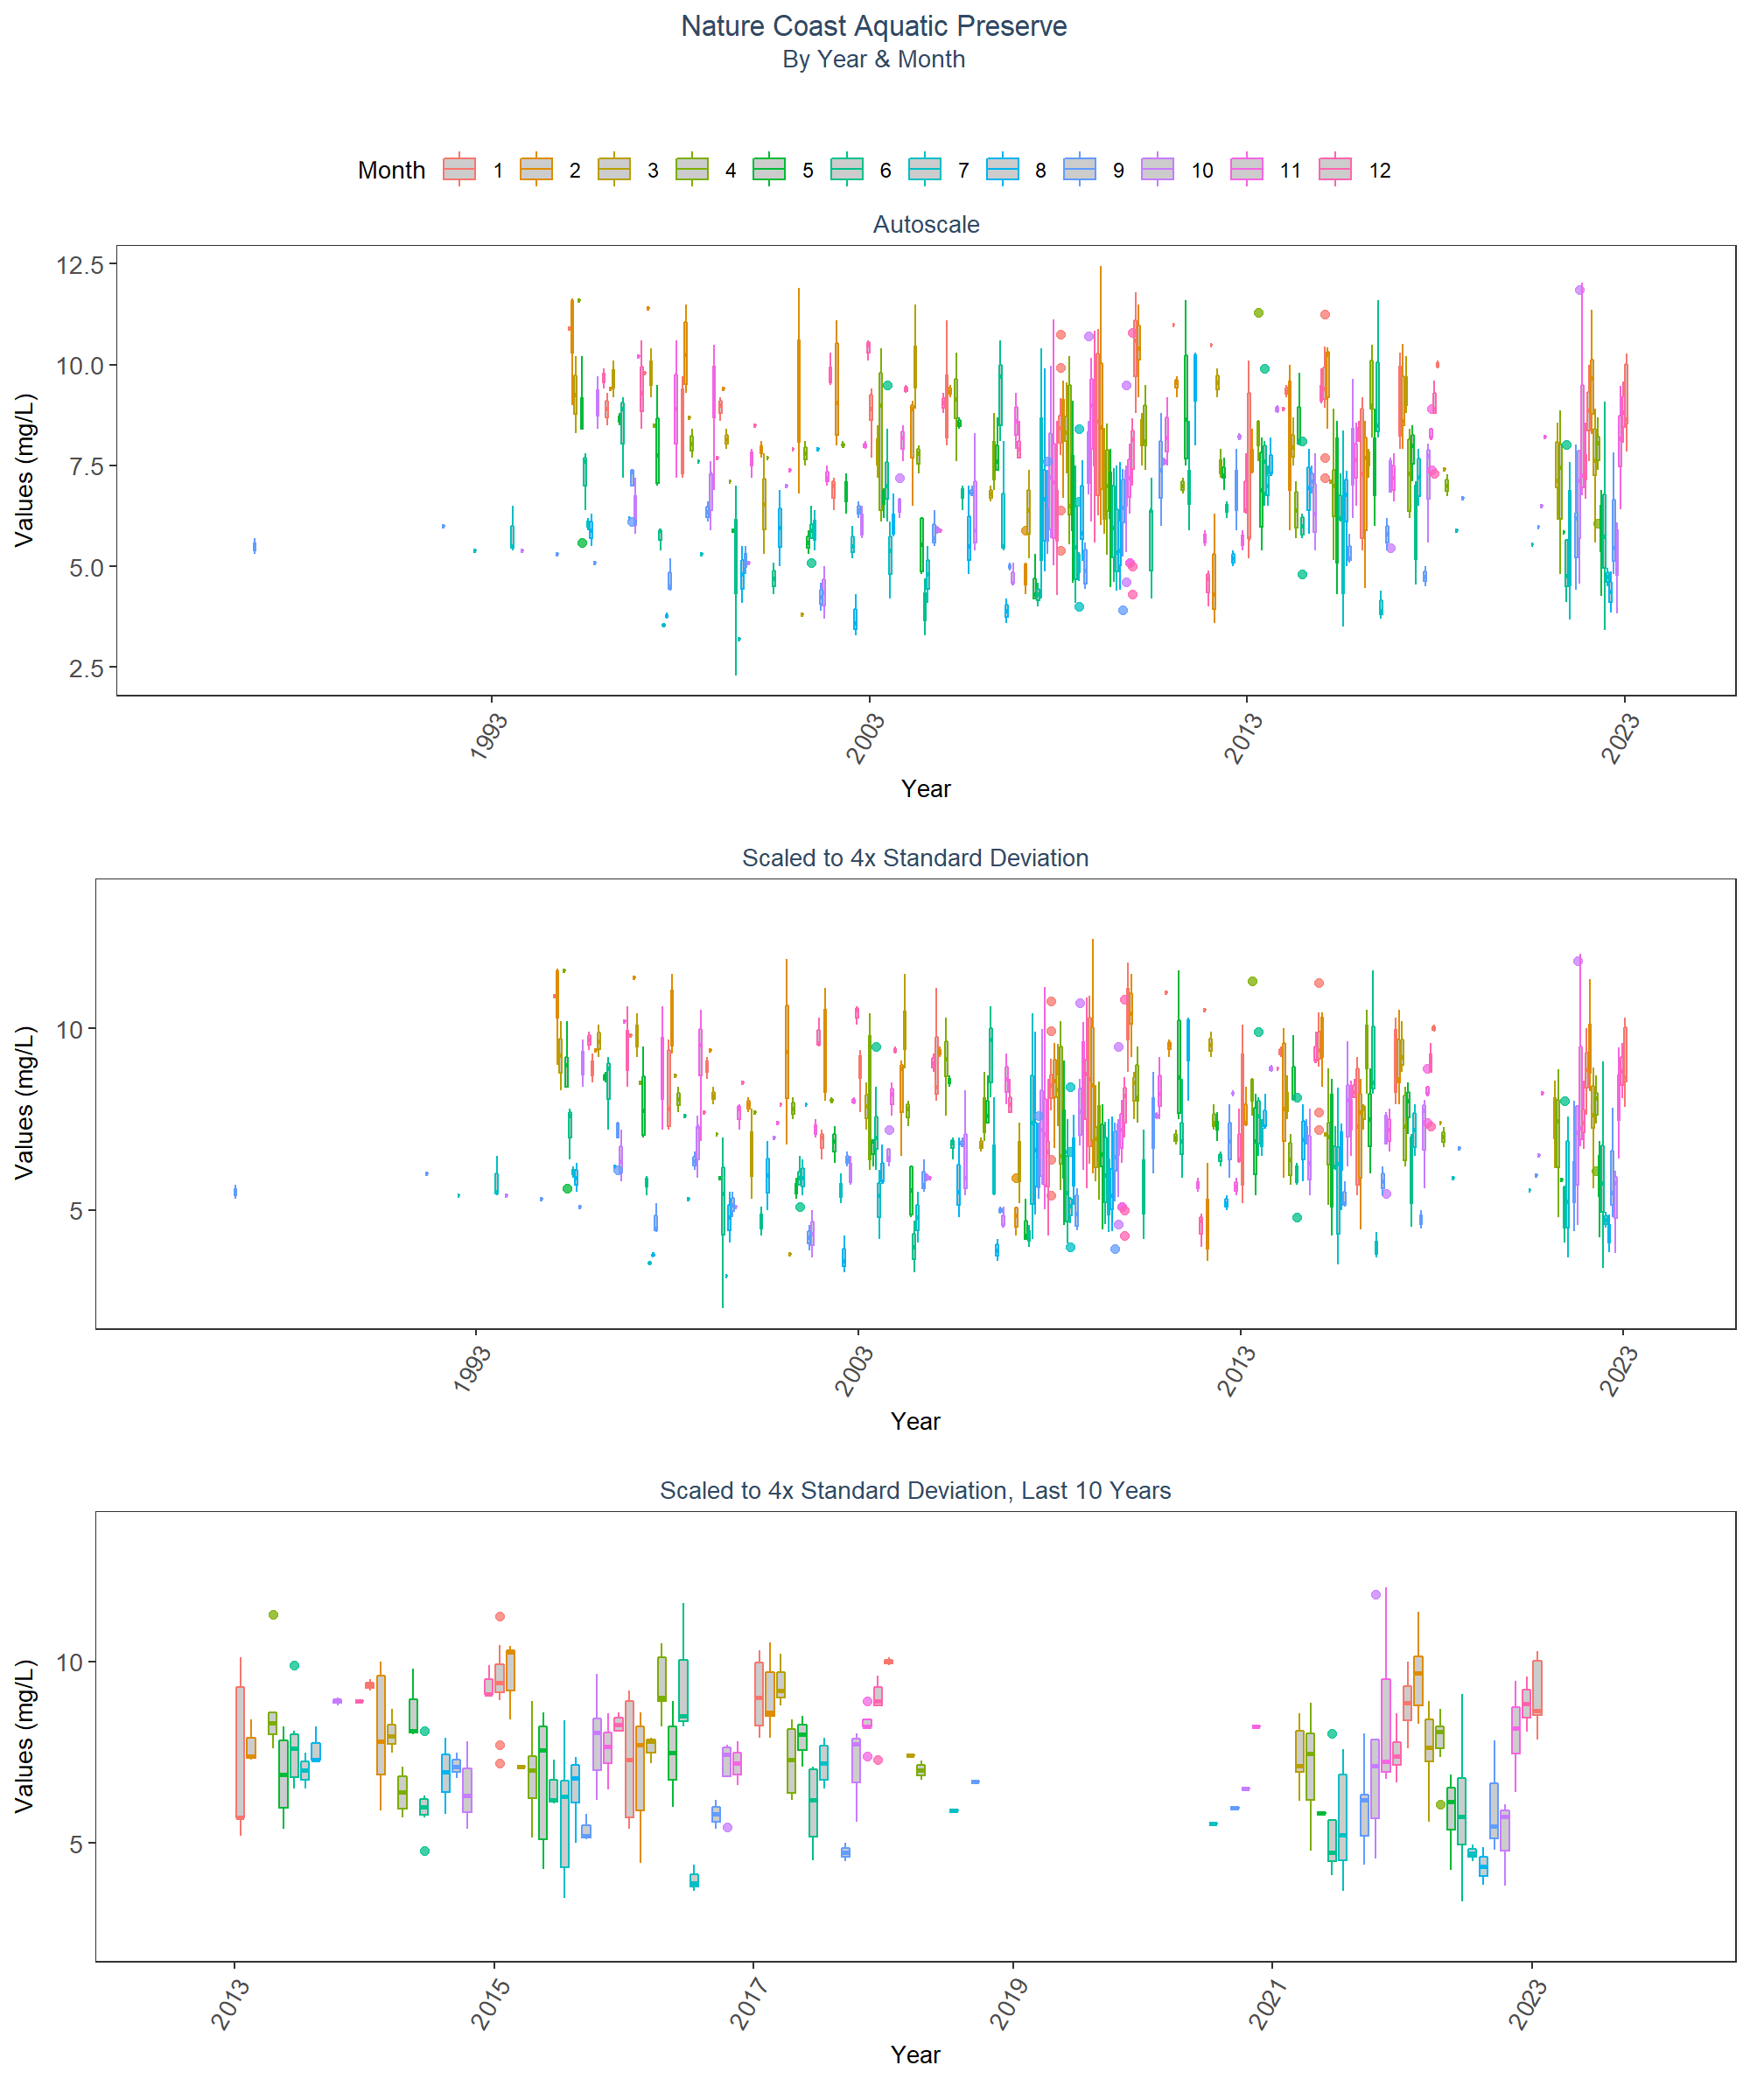 Nature Coast Aquatic Preserve
By Year & Month
Month 1 2 3 4 5 6 7 8 9 10 11 12
Autoscale
Values (mg/L)
12.5
10.0
7.5
5.0
2.5
1993 2003 2013 2023
Year
Scaled to 4x Standard Deviation
Values (mg/L)
10
5
1993 2003 2013 2023
Year
Scaled to 4x Standard Deviation, Last 10 Years
Values (mg/L)
10
5
2013 2015 2017 2019 2021 2023
Year